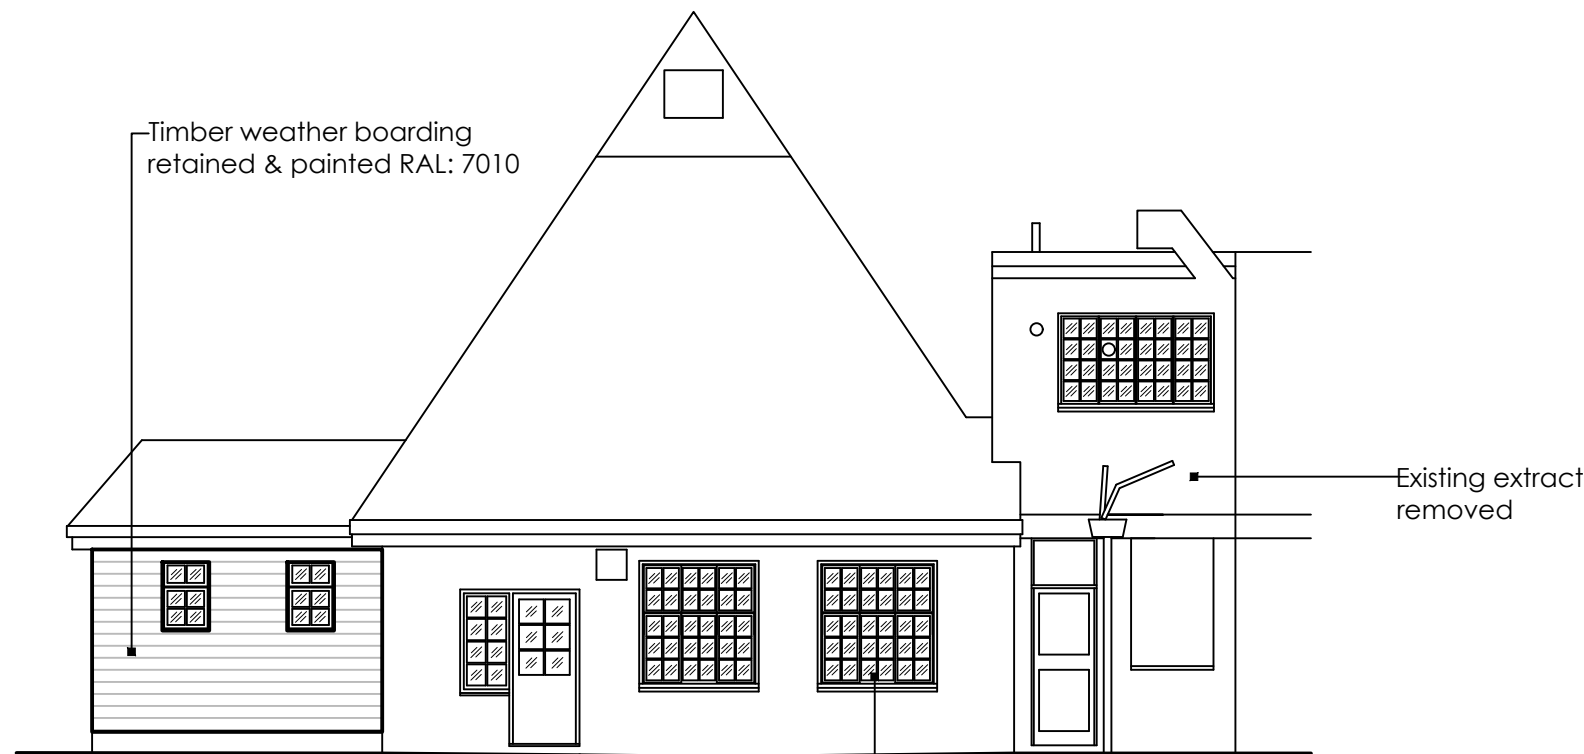 Timber weather boarding
retained & painted RAL: 7010
Existing extract
removed